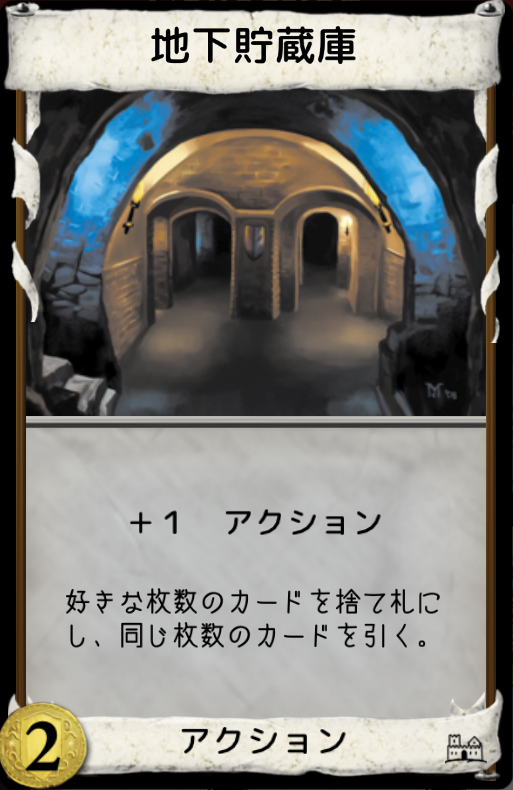 地下貯蔵庫
＋1　アクション
好きな枚数のカードを捨て札に
し、同じ枚数のカードを引く。
2
アクション